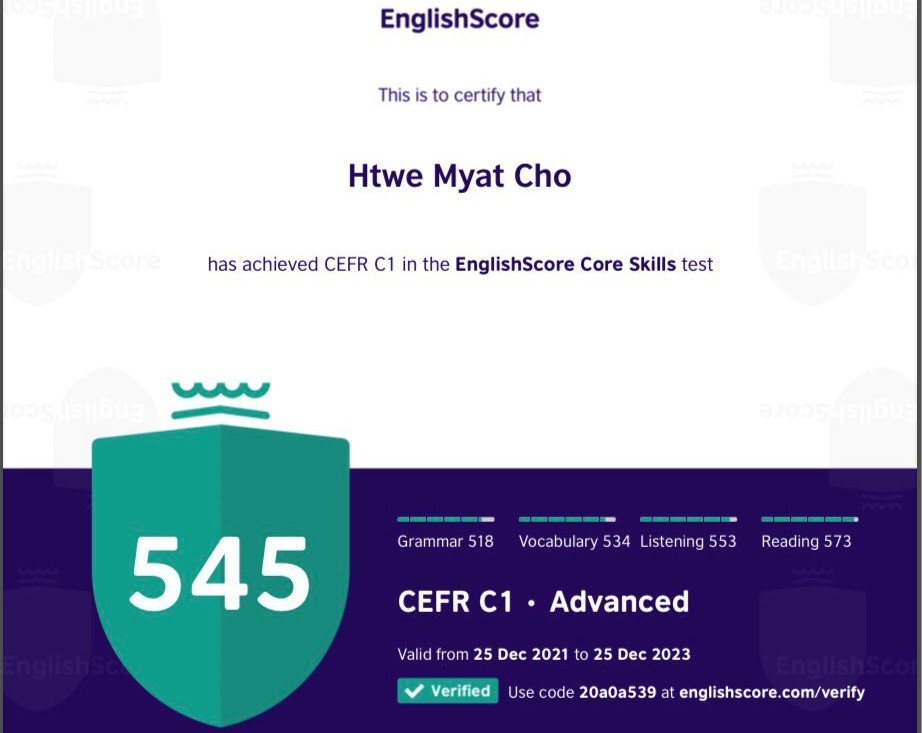 EnglishScore
This is to certify that
Htwe Myat Cho
has achieved CEFR C1 in the EnglishScore Core Skills test
545
Grammar 518 Vocabulary 534 Listening 553 Reading 573
CEFR C1 · Advanced
Valid from 25 Dec 2021 to 25 Dec 2023
Verified Use code 20a0a539 at englishscore.com/verify